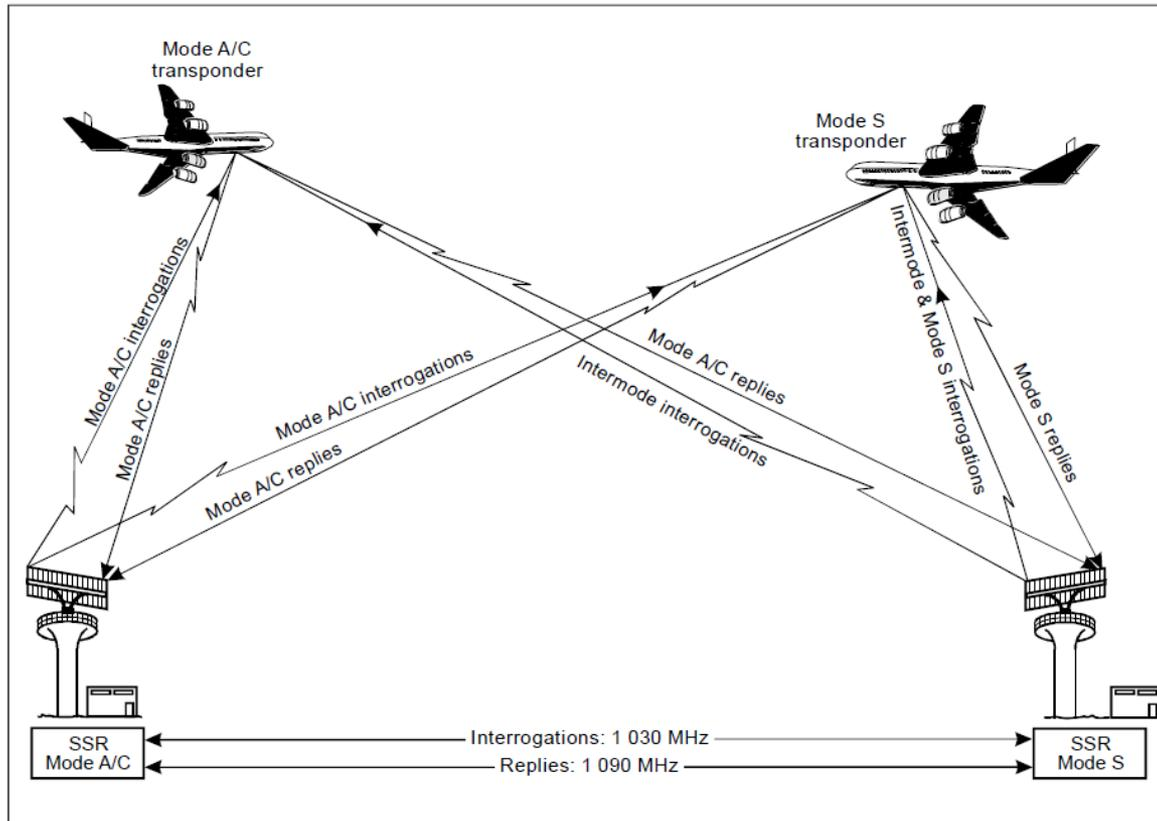 Mode A/C
transponder
Mode S
transponder
Mode A/C interrogations
Mode A/C replies
Mode A/C interrogations
Mode A/C replies
Mode A/C replies
Intermode interrogations
Intermode & Mode S interrogations
Mode S replies
Interrogations: 1 030 MHz
Replies: 1 090 MHz
SSR
Mode A/C
SSR
Mode S